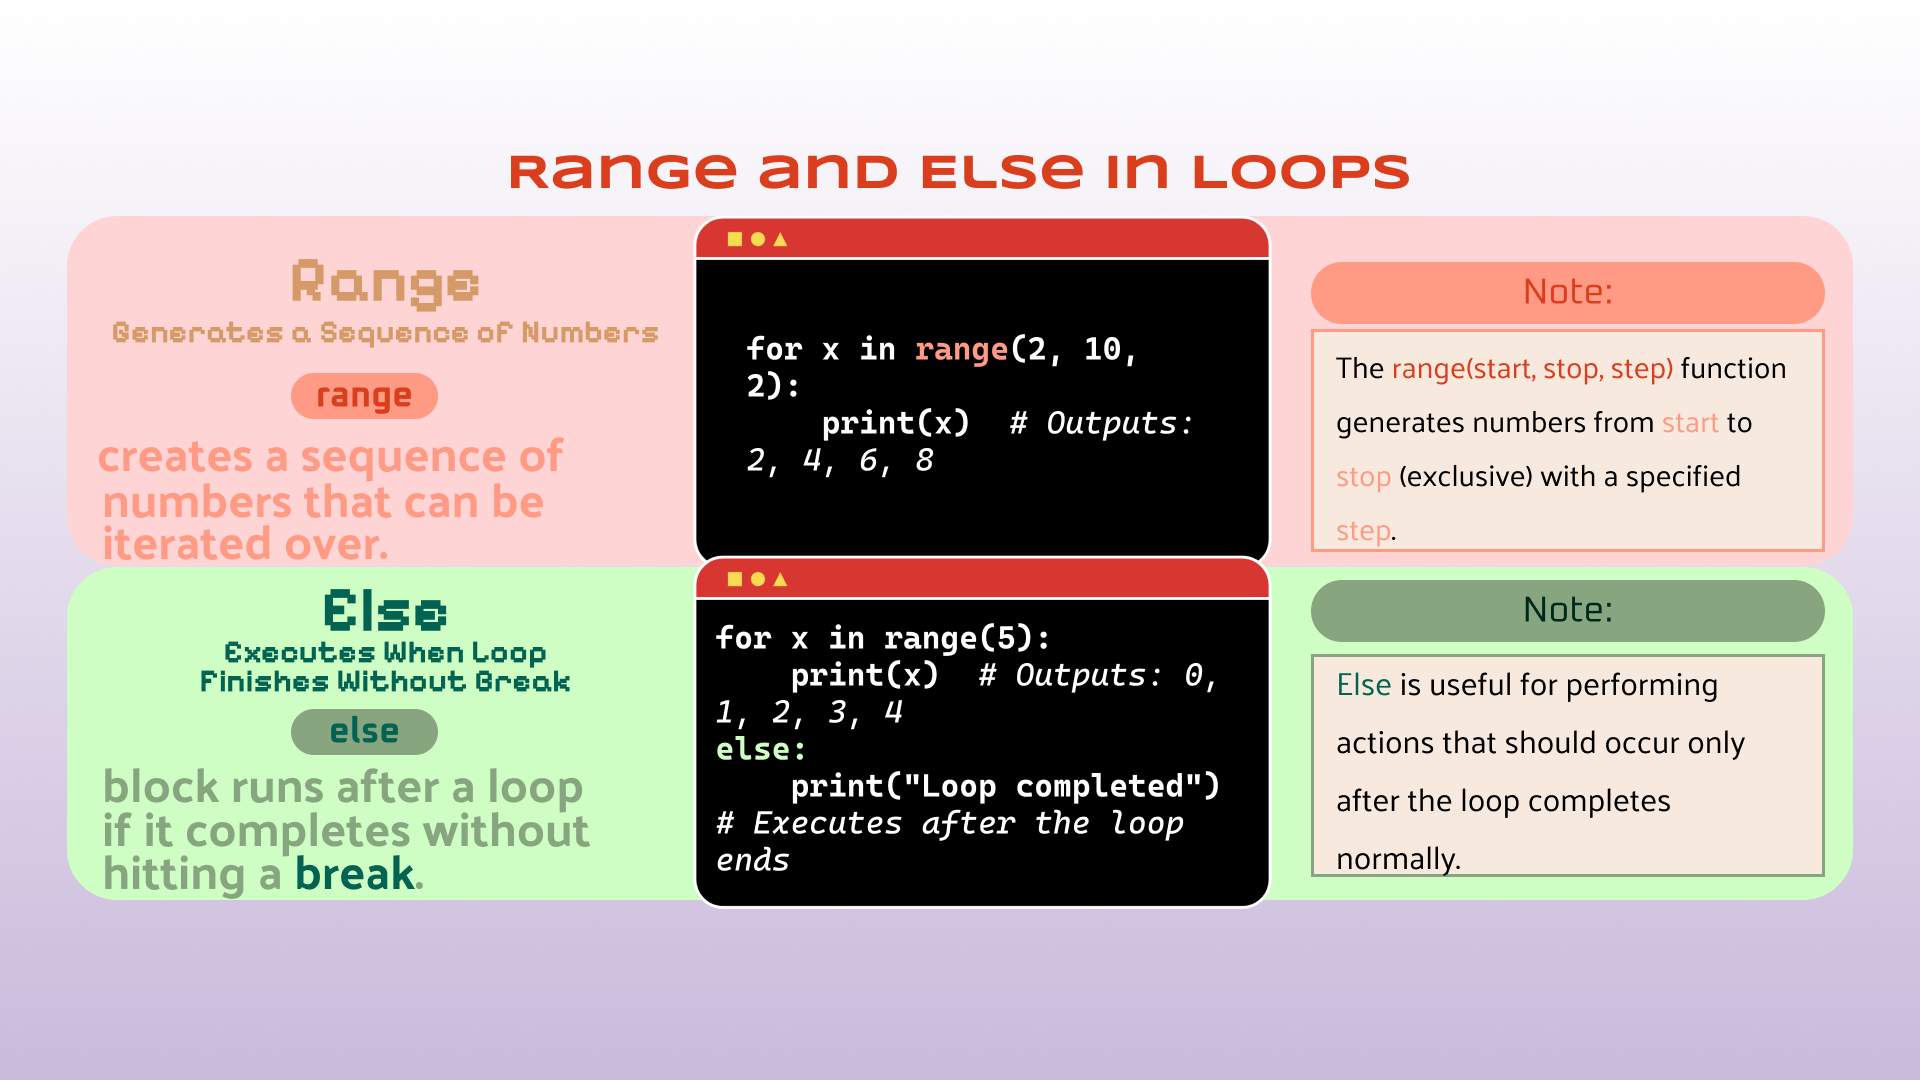 Range and Else in Loops
Range
Generates a Sequence of Numbers
range
creates a sequence of
numbers that can be
iterated over.
for x in range(2, 10,
2):
    print(x)  # Outputs:
2, 4, 6, 8
Note:
The range(start, stop, step) function
generates numbers from start to
stop (exclusive) with a specified
step.
Else
Executes When Loop
Finishes Without Break
else
block runs after a loop
if it completes without
hitting a break.
for x in range(5):
    print(x)  # Outputs: 0,
1, 2, 3, 4
else:
    print("Loop completed")
# Executes after the loop
ends
Note:
Else is useful for performing
actions that should occur only
after the loop completes
normally.